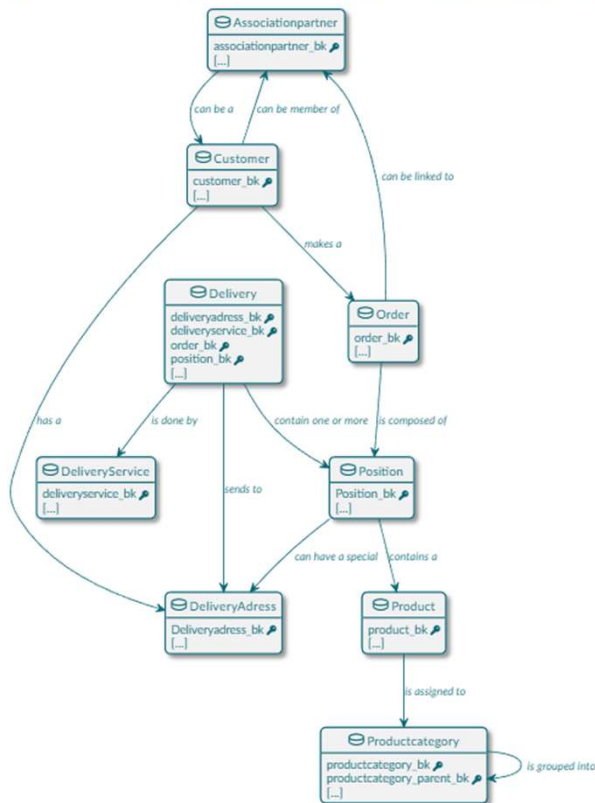 Associationpartner
associationpartner_bk
[...]
can be a
can be member of
Customer
customer_bk
[...]
can be linked to
makes a
Delivery
deliveryadress_bk
deliveryservice_bk
order_bk
position_bk
[...]
Order
order_bk
[...]
has a
is done by
contain one or more
is composed of
DeliveryService
deliveryservice_bk
[...]
sends to
Position
Position_bk
[...]
can have a special
contains a
DeliveryAdress
Deliveryadress_bk
[...]
Product
product_bk
[...]
is assigned to
Productcategory
productcategory_bk
productcategory_parent_bk
[...]
is grouped into